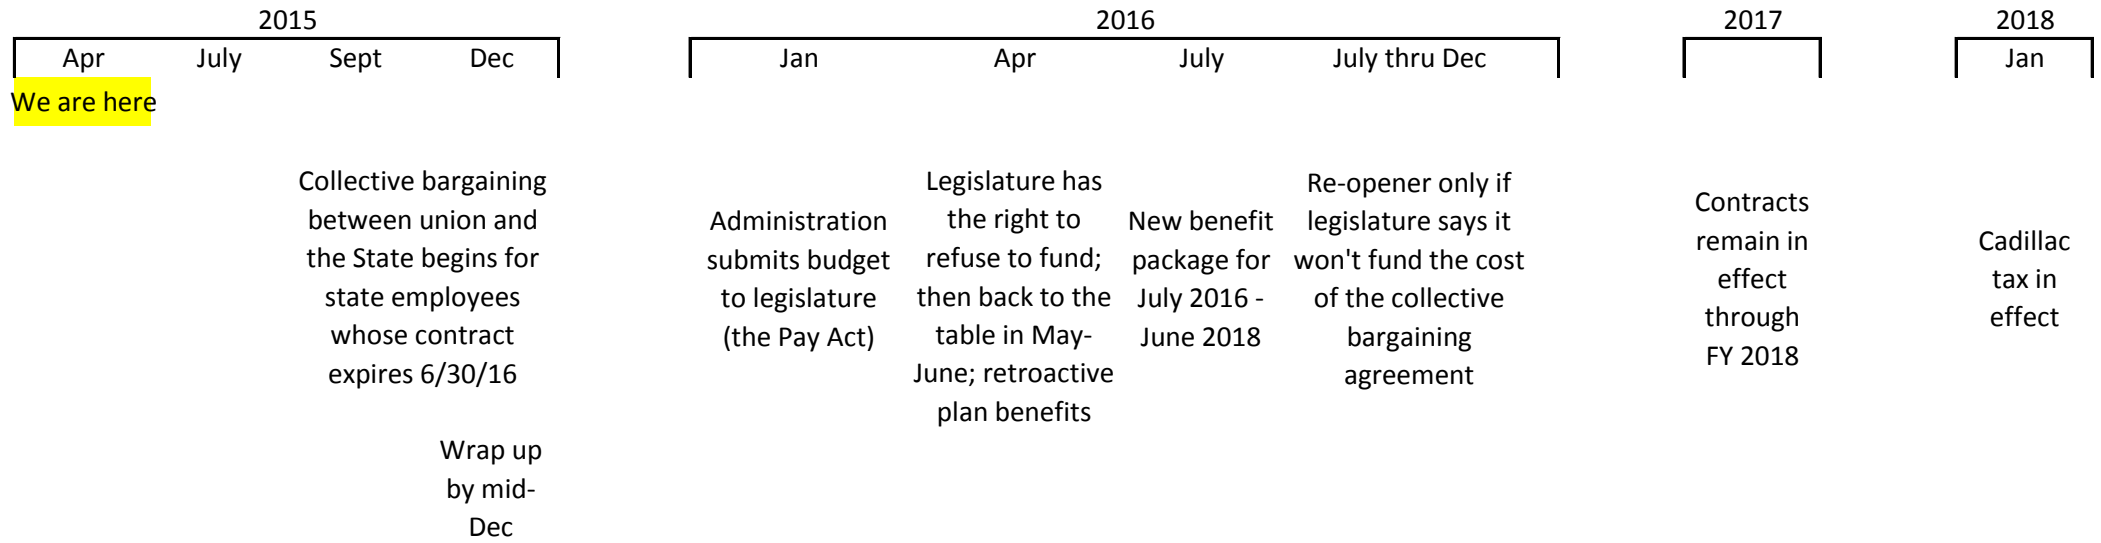 2015
2016
2017
2018
Apr
July
Sept
Dec
Jan
Apr
July
July thru Dec
Jan
We are here
Collective bargaining
between union and
the State begins for
state employees
whose contract
expires 6/30/16
Wrap up
by mid-
Dec
Administration
submits budget
to legislature
(the Pay Act)
Legislature has
the right to
refuse to fund;
then back to the
table in May-
June; retroactive
plan benefits
New benefit
package for
July 2016 -
June 2018
Re-opener only if
legislature says it
won't fund the cost
of the collective
bargaining
agreement
Contracts
remain in
effect
through
FY 2018
Cadillac
tax in
effect